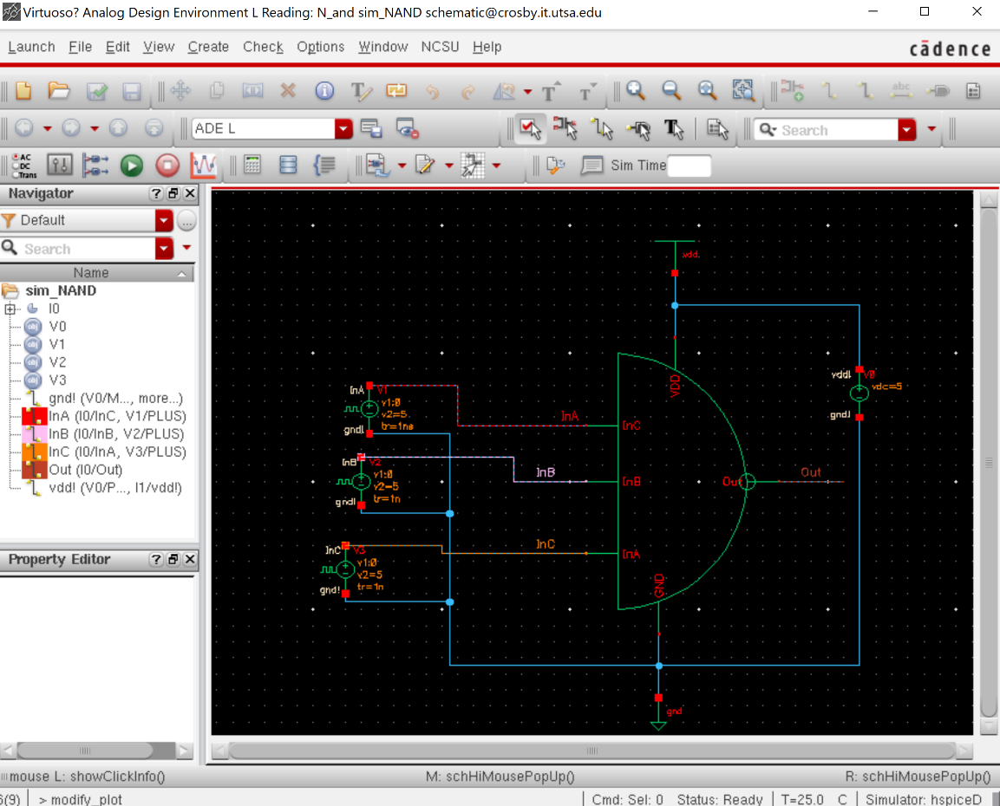 Virtuoso? Analog Design Environment L Reading: N_and sim_NAND schematic@crosby.it.utsa.edu
Launch File Edit View Create Check Options Window NCSU Help
cādence
ADE L
Search
AC
DC
Trans
Sim Time
Navigator
Default
Search
Name
sim_NAND
I0
V0
V1
V2
V3
gnd! (V0/M..., more...)
InA (I0/InC, V1/PLUS)
InB (I0/InB, V2/PLUS)
InC (I0/InA, V3/PLUS)
Out (I0/Out)
vdd! (V0/P..., I1/vdd!)
Property Editor
vdd
VDD
vdd! V0
vdc=5
gnd!
InA V1
v1:0
v2=5
tr=1ns
gnd!
InA
InC
InB V2
v1:0
v2=5
tr=1n
gnd!
InB
InB
Out
Out
InC V3
v1:0
v2=5
tr=1n
gnd!
InC
InA
GND
gnd
mouse L: showClickInfo() M: schHiMousePopUp() R: schHiMousePopUp()
6(9) > modify_plot Cmd: Sel: 0 Status: Ready T=25.0 C Simulator: hspiceD